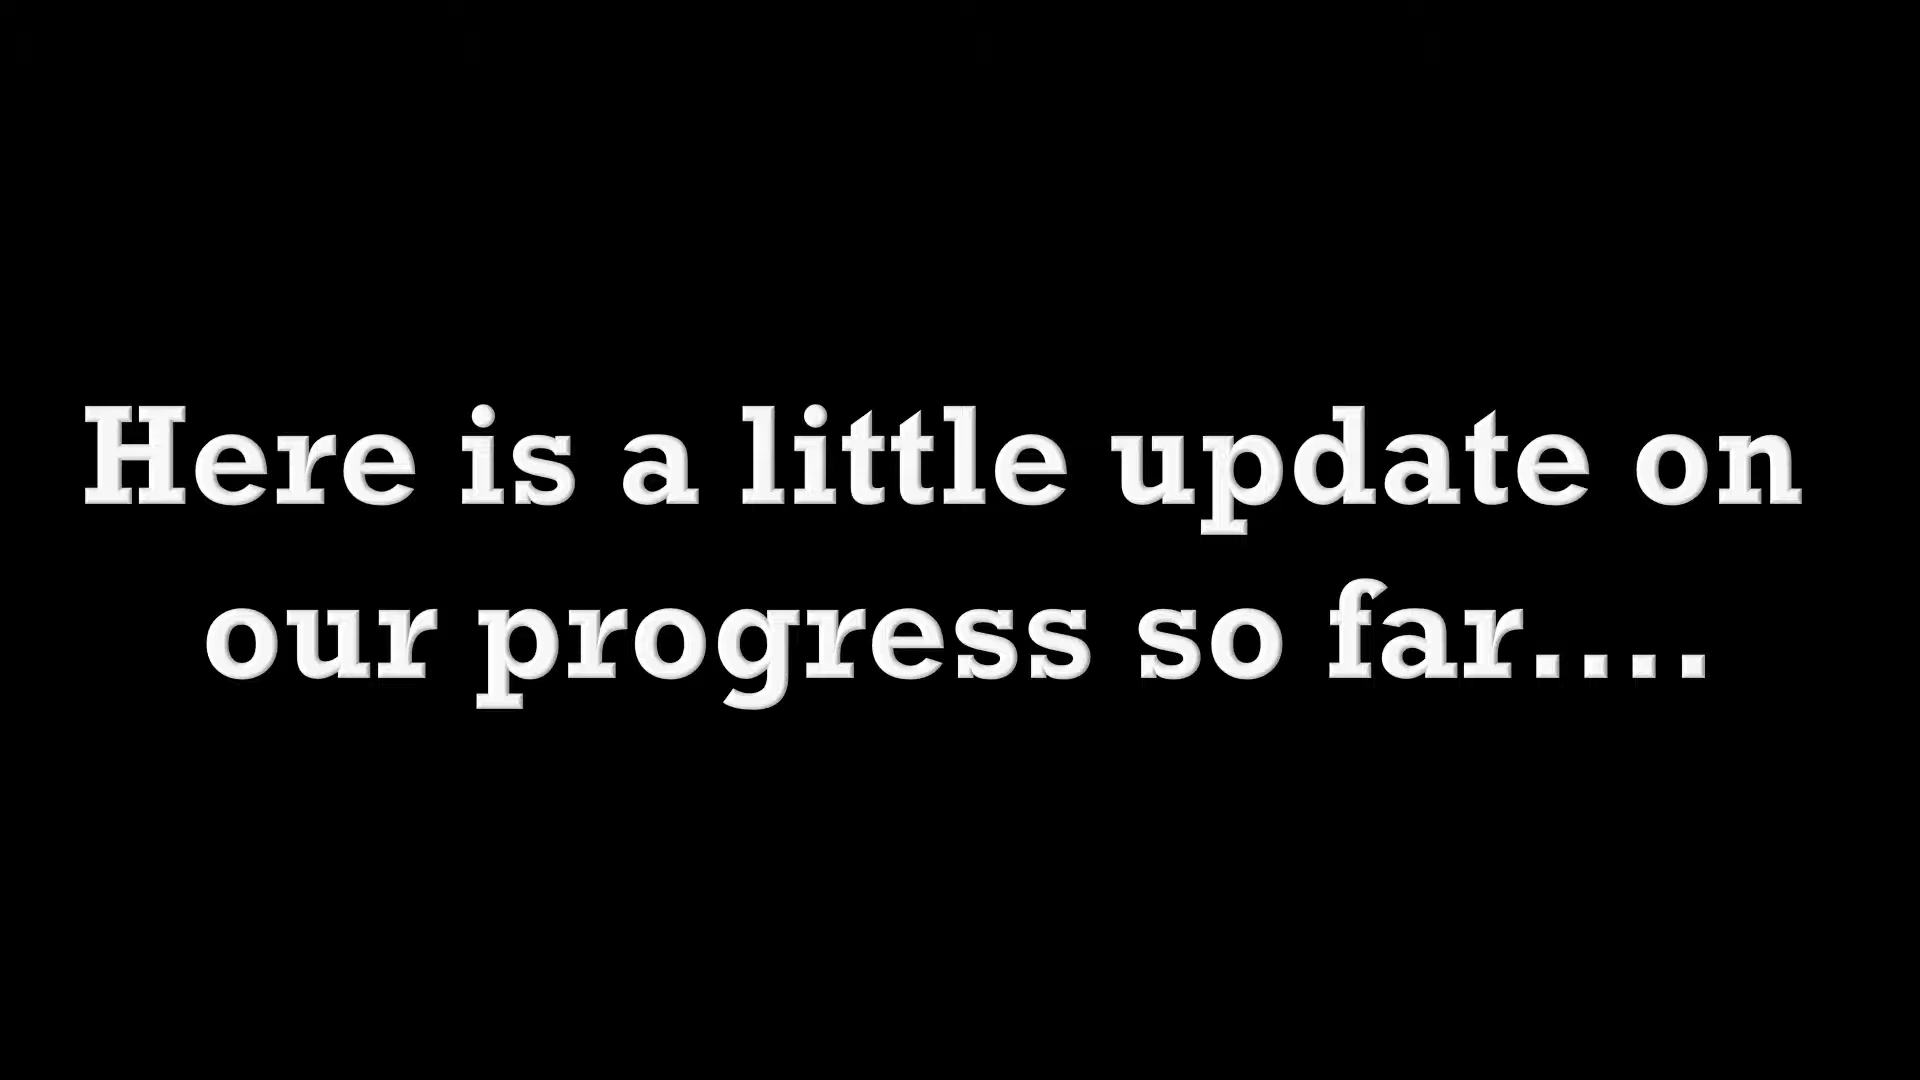 Here is a little update on
our progress so far....